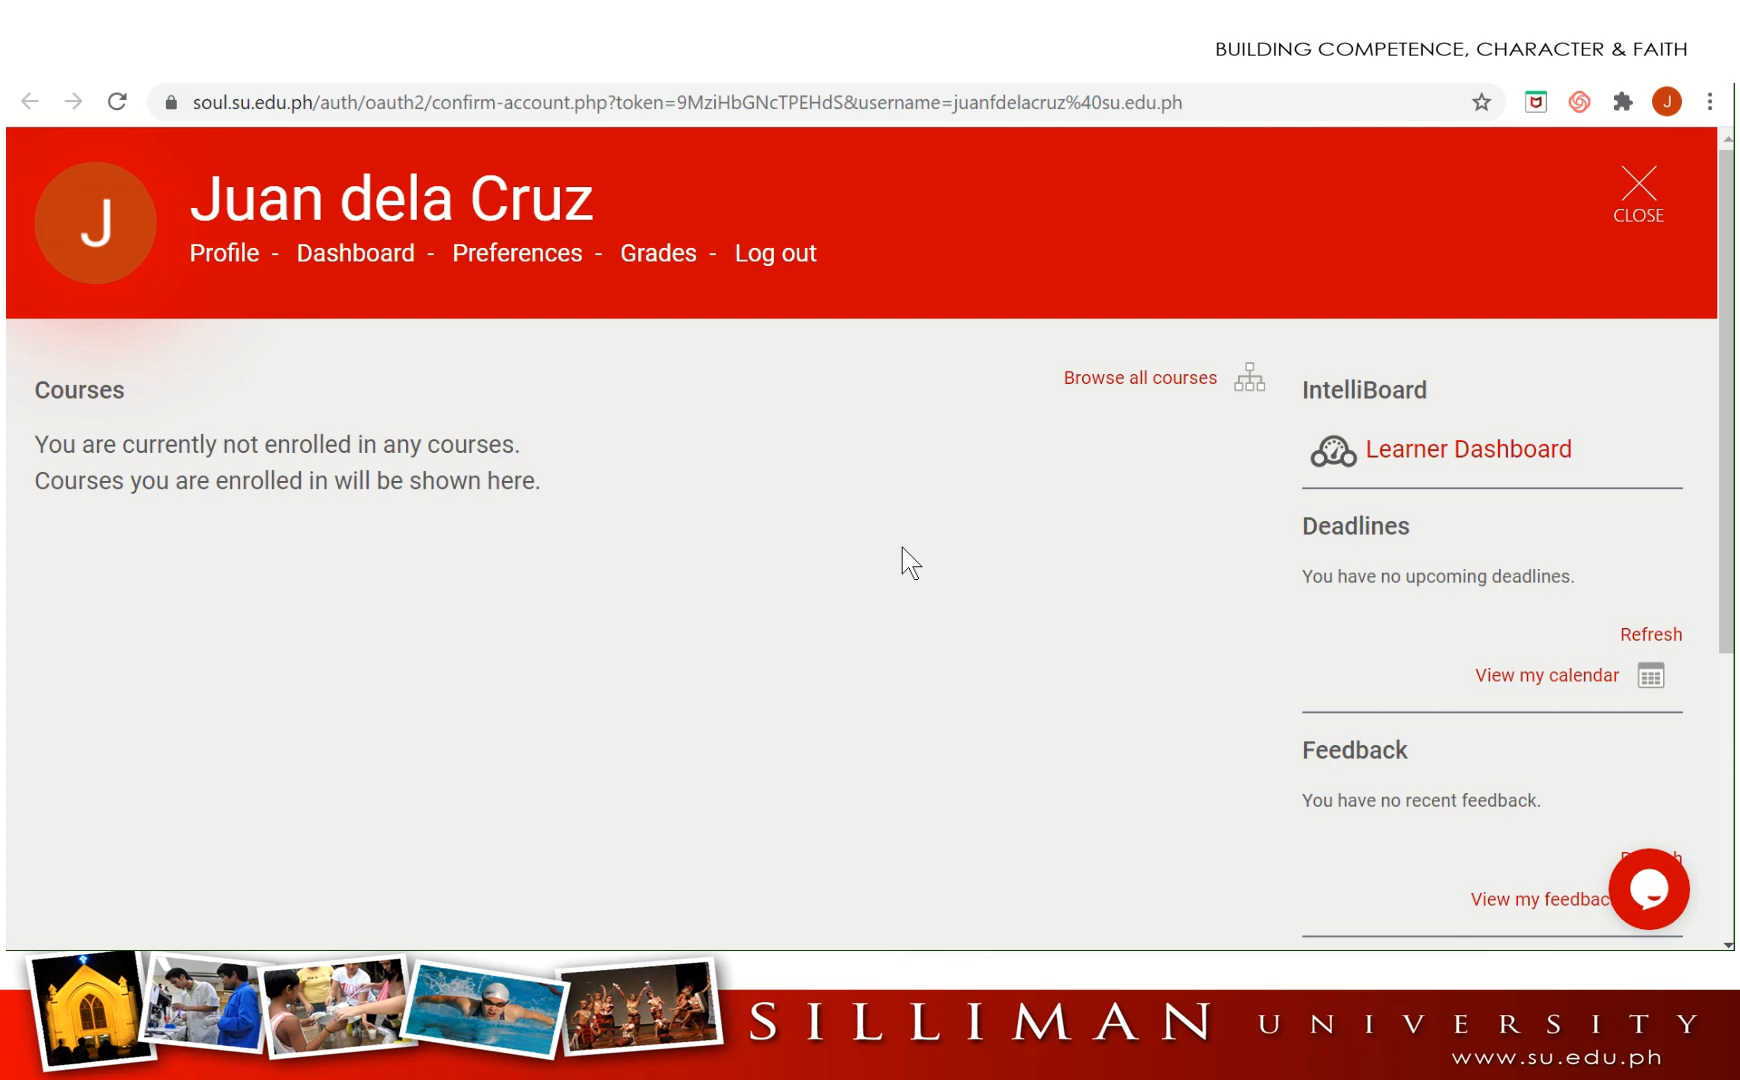 BUILDING COMPETENCE, CHARACTER & FAITH
soul.su.edu.ph/auth/oauth2/confirm-account.php?token=9MziHbGNcTPEHdS&username=juanfdelacruz%40su.edu.ph
J
J
Juan dela Cruz
Profile - Dashboard - Preferences - Grades - Log out
CLOSE
Courses
Browse all courses
You are currently not enrolled in any courses.
Courses you are enrolled in will be shown here.
IntelliBoard
Learner Dashboard
Deadlines
You have no upcoming deadlines.
Refresh
View my calendar
Feedback
You have no recent feedback.
View my feedbac
SILLIMAN UNIVERSITY
www.su.edu.ph